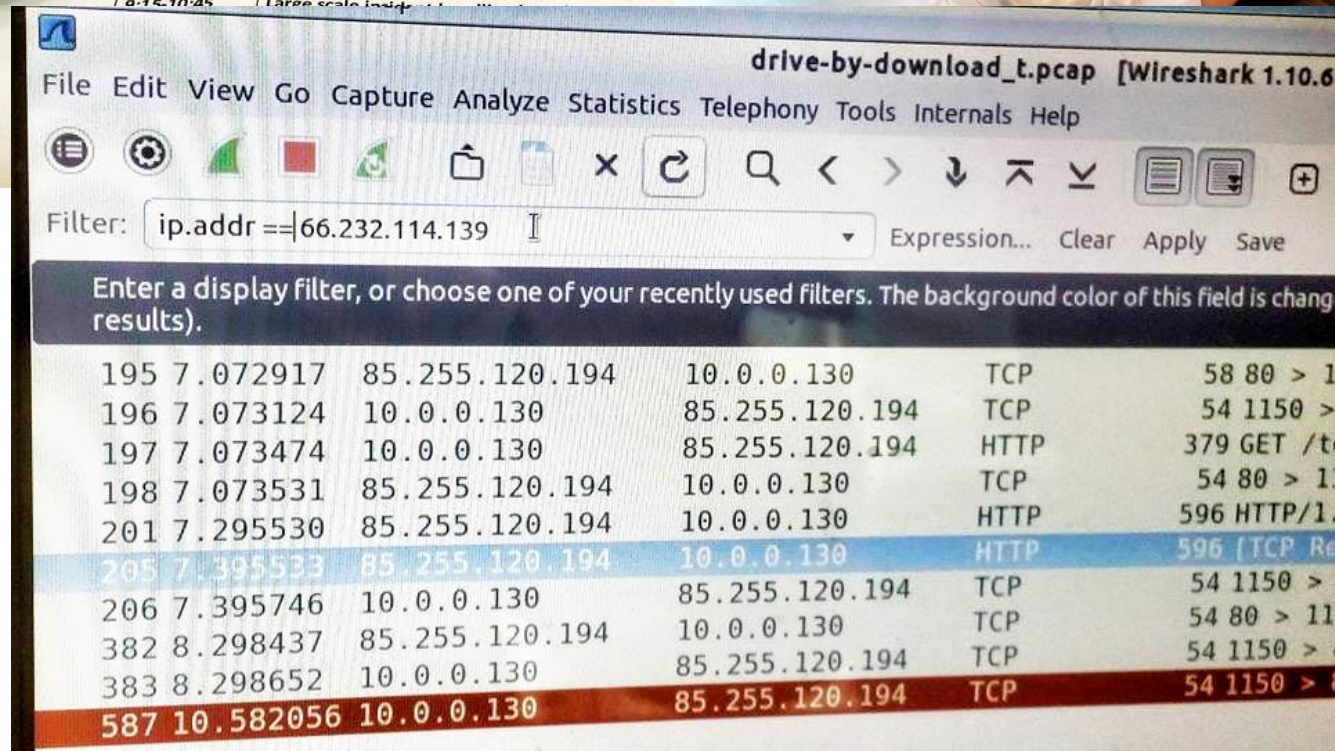 8:15-10:45 Large scale
drive-by-download_t.pcap [Wireshark 1.10.6
File Edit View Go Capture Analyze Statistics Telephony Tools Internals Help
Filter: ip.addr ==66.232.114.139 Expression... Clear Apply Save
Enter a display filter, or choose one of your recently used filters. The background color of this field is chang
results).
195 7.072917 85.255.120.194 10.0.0.130 TCP 58 80 > 1
196 7.073124 10.0.0.130 85.255.120.194 TCP 54 1150 >
197 7.073474 10.0.0.130 85.255.120.194 HTTP 379 GET /t
198 7.073531 85.255.120.194 10.0.0.130 TCP 54 80 > 1
201 7.295530 85.255.120.194 10.0.0.130 HTTP 596 HTTP/1.
205 7.395533 85.255.120.194 10.0.0.130 HTTP 596 [TCP Re
206 7.395746 10.0.0.130 85.255.120.194 TCP 54 1150 >
382 8.298437 85.255.120.194 10.0.0.130 TCP 54 80 > 11
383 8.298652 10.0.0.130 85.255.120.194 TCP 54 1150 >
587 10.582056 10.0.0.130 85.255.120.194 TCP 54 1150 >